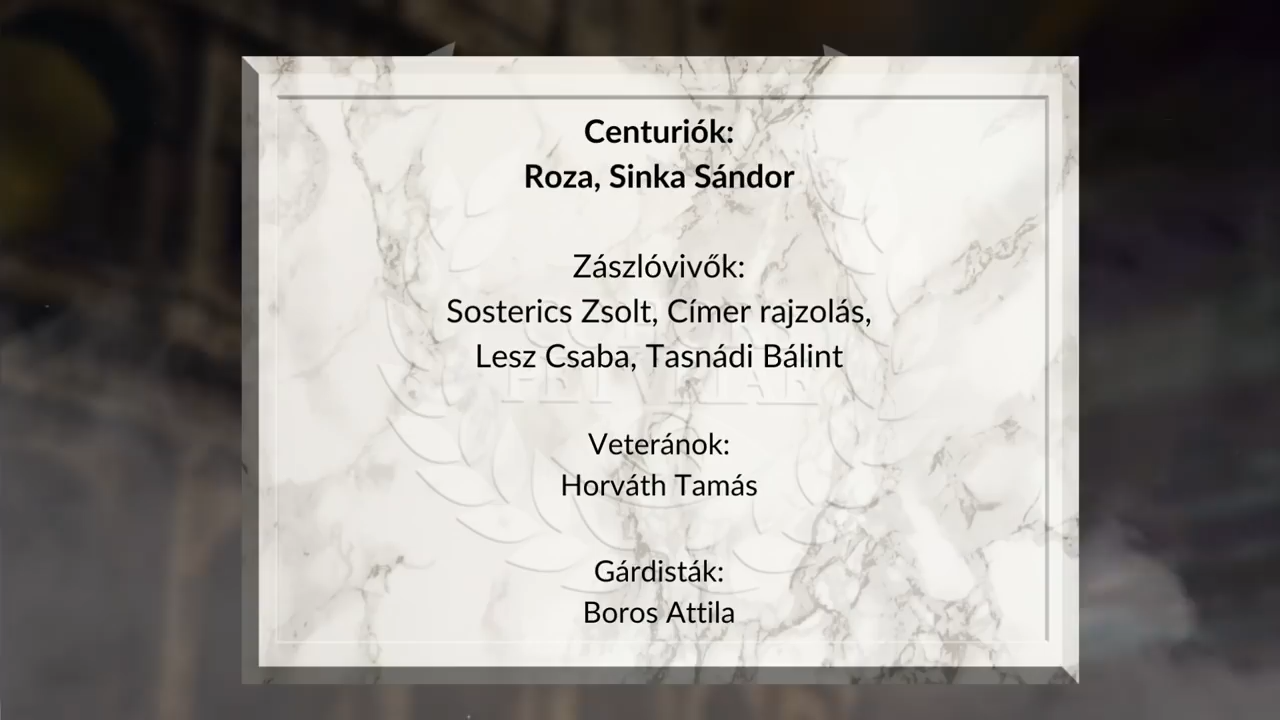 Centuriók:
Roza, Sinka Sándor
Zászlóvivők:
Sosterics Zsolt, Címer rajzolás,
Lesz Csaba, Tasnádi Bálint
Veteránok:
Horváth Tamás
Gárdisták:
Boros Attila